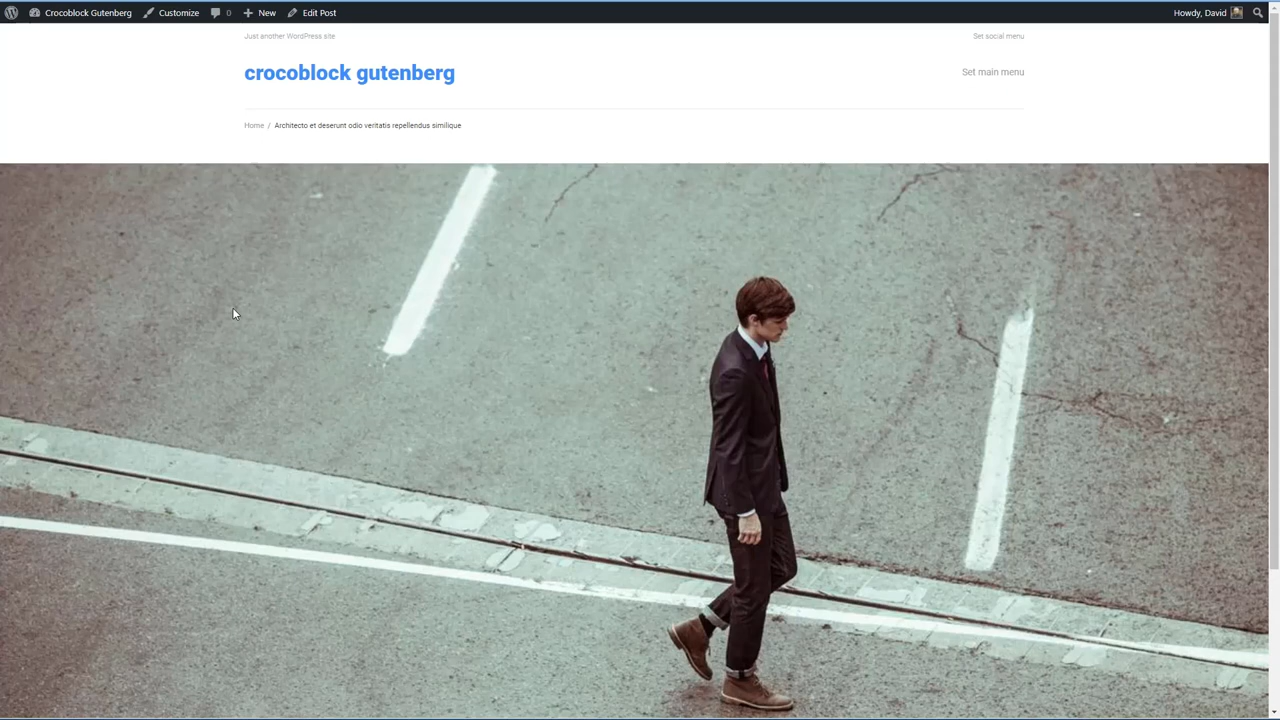 Crocoblock Gutenberg Customize 0 New Edit Post Howdy, David
Just another WordPress site Set social menu
crocoblock gutenberg Set main menu
Home / Architecto et deserunt odio veritatis repellendus similique